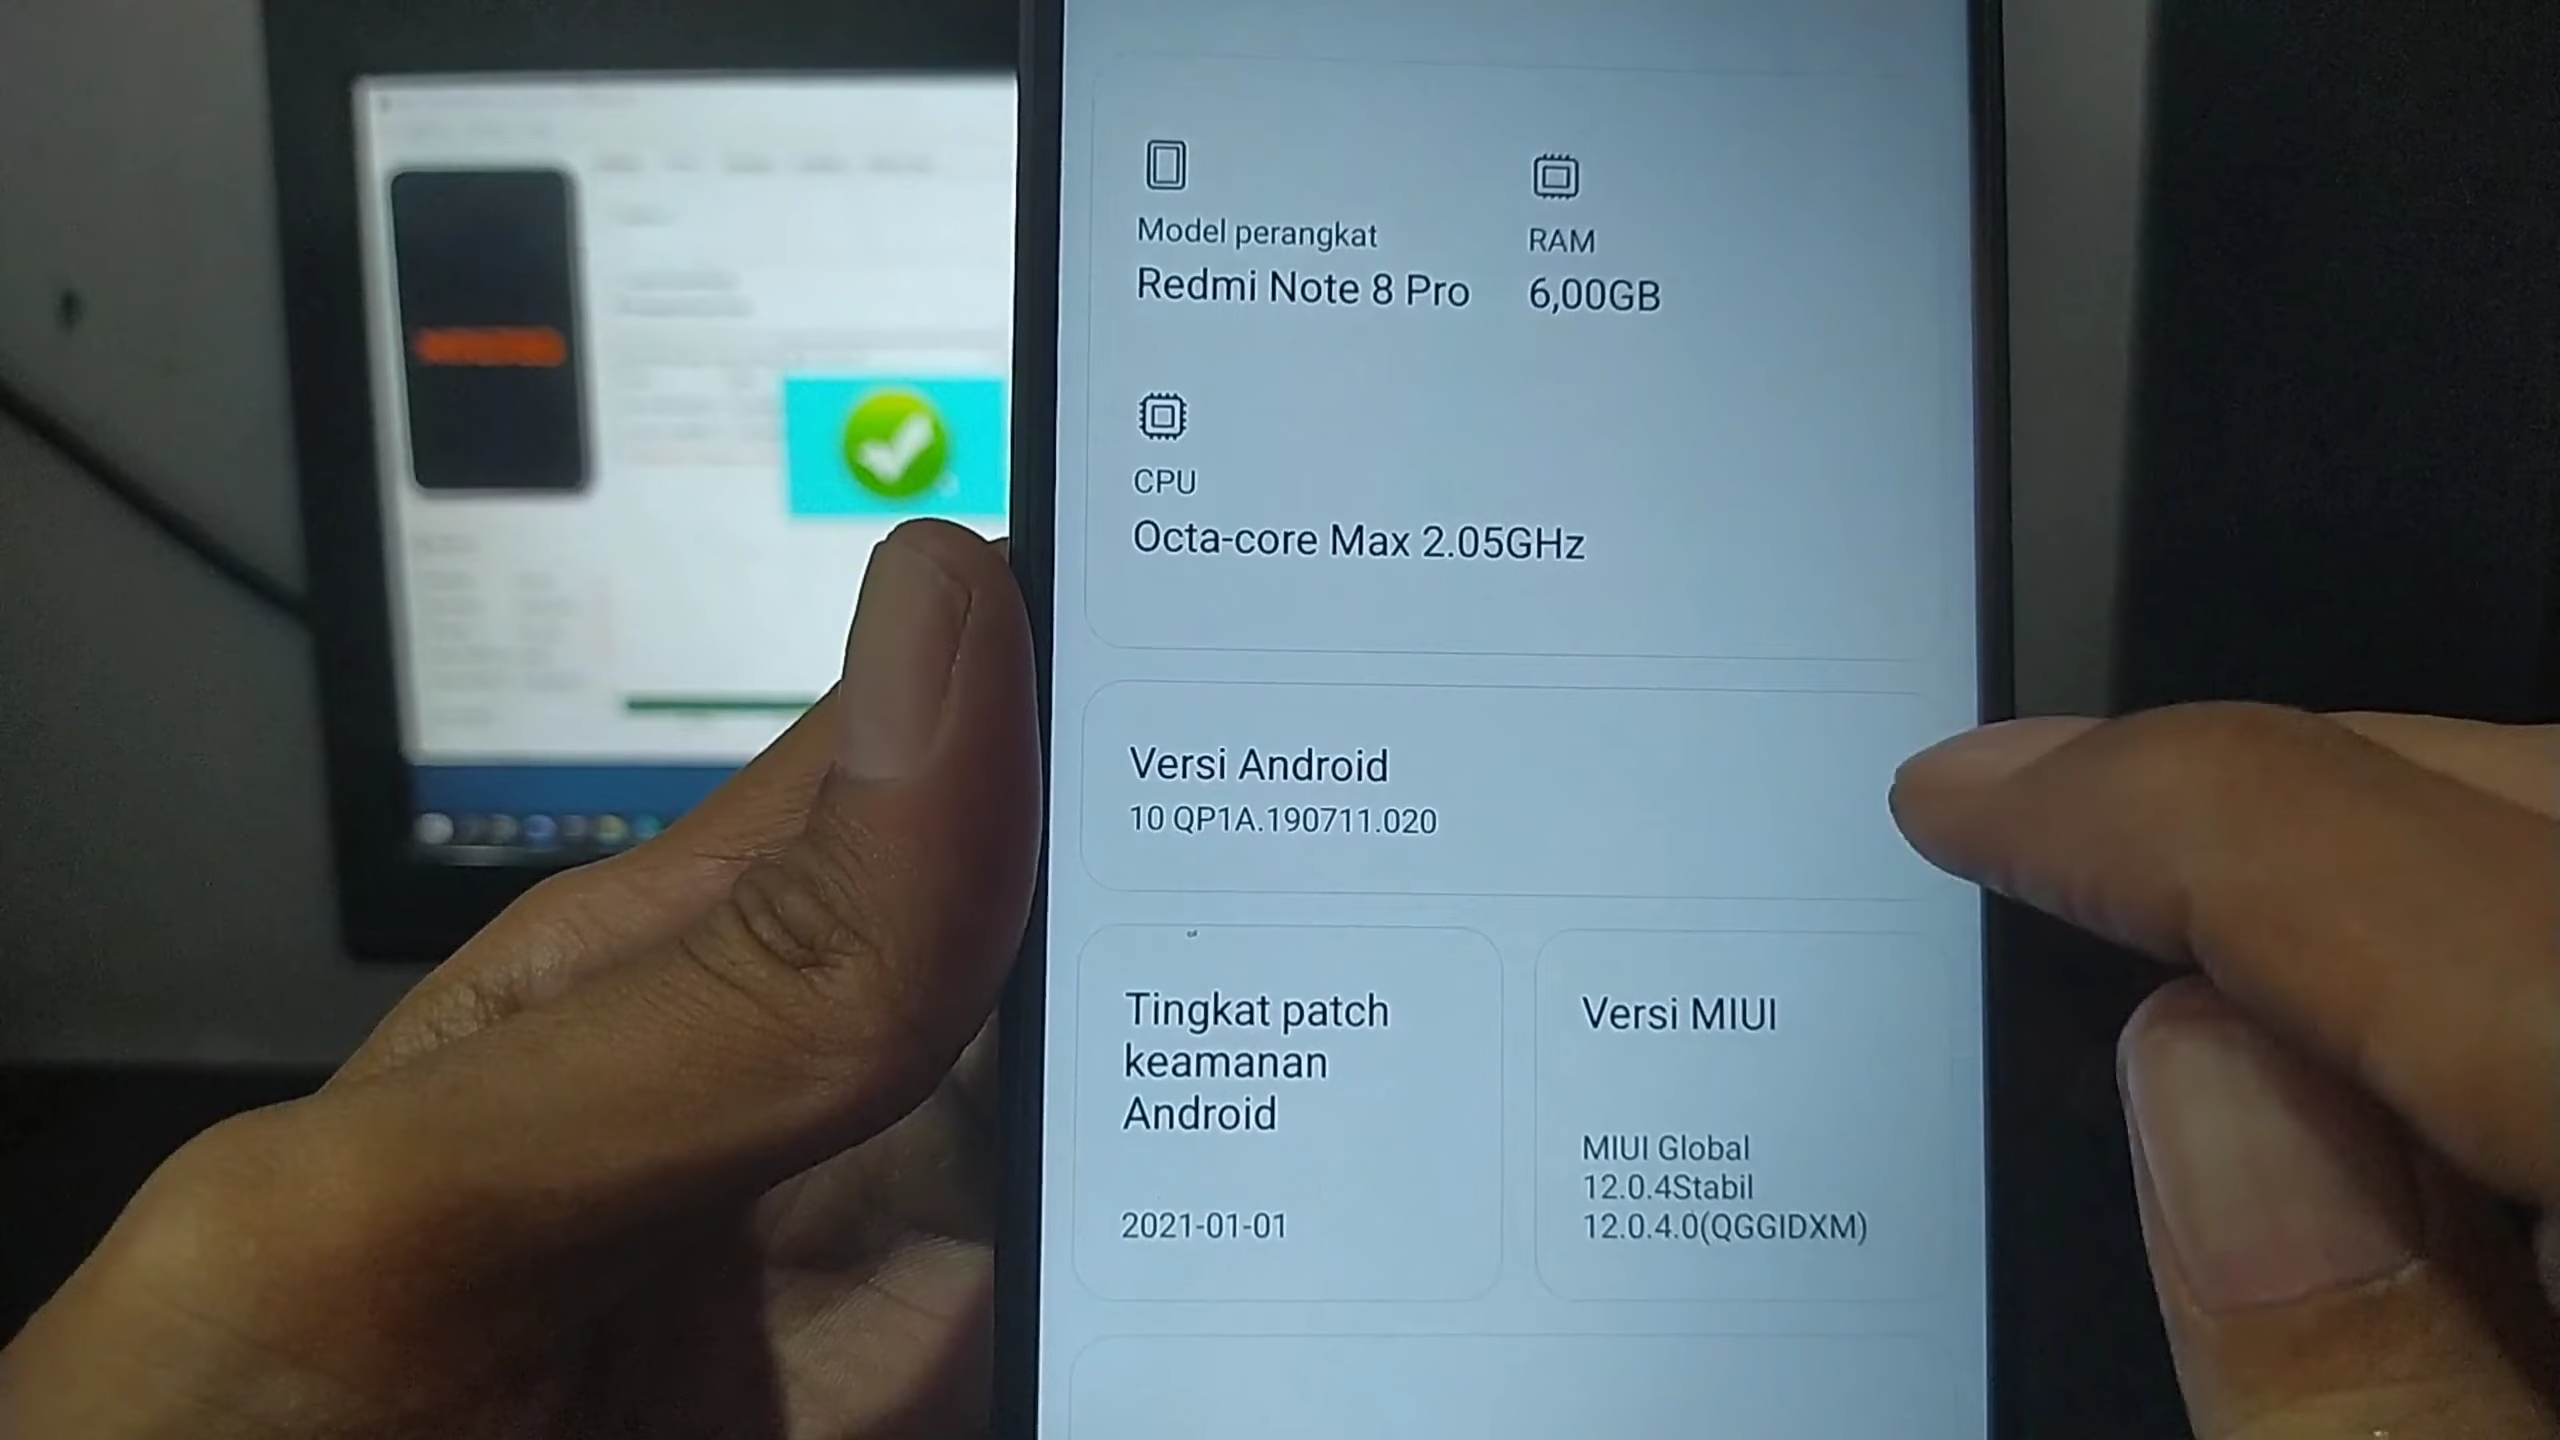 Model perangkat
Redmi Note 8 Pro
RAM
6,00GB
CPU
Octa-core Max 2.05GHz
Versi Android
10 QP1A.190711.020
Tingkat patch
keamanan
Android
2021-01-01
Versi MIUI
MIUI Global
12.0.4Stabil
12.0.4.0(QGGIDXM)